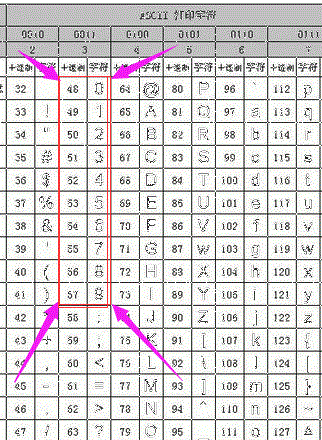 ASCII 打印字符
0010 0011 0100 0101 0110 0111
2 3 4 5 6
十进制 字符 十进制 字符 十进制 字符 十进制 字符 十进制 字符 十进制 字符
32 48 0 64 @ 80 P 96 ` 112 p
33 ! 49 1 65 A 81 Q 97 a 113 q
34 " 50 2 66 B 82 R 98 b 114 r
35 # 51 3 67 C 83 S 99 c 115 s
36 $ 52 4 68 D 84 T 100 d 116 t
37 % 53 5 69 E 85 U 101 e 117 u
38 & 54 6 70 F 86 V 102 f 118 v
39 ' 55 7 71 G 87 W 103 g 119 w
40 ( 56 8 72 H 88 X 104 h 120 x
41 ) 57 9 73 I 89 Y 105 i 121 y
42 58 : J 90 Z 106 j 122 z
43 + 59 ; 75 K 91 [ 107 k 123 {
44 , 60 < 76 L 92 \ 108 l 124 |
45 - 61 = 77 M 93 ] 109 m 125 }
46 . 62 > 78 N 94 ^ 110 n 126 ~
47 / 63 ? 79 O 95 _ 111 o 127